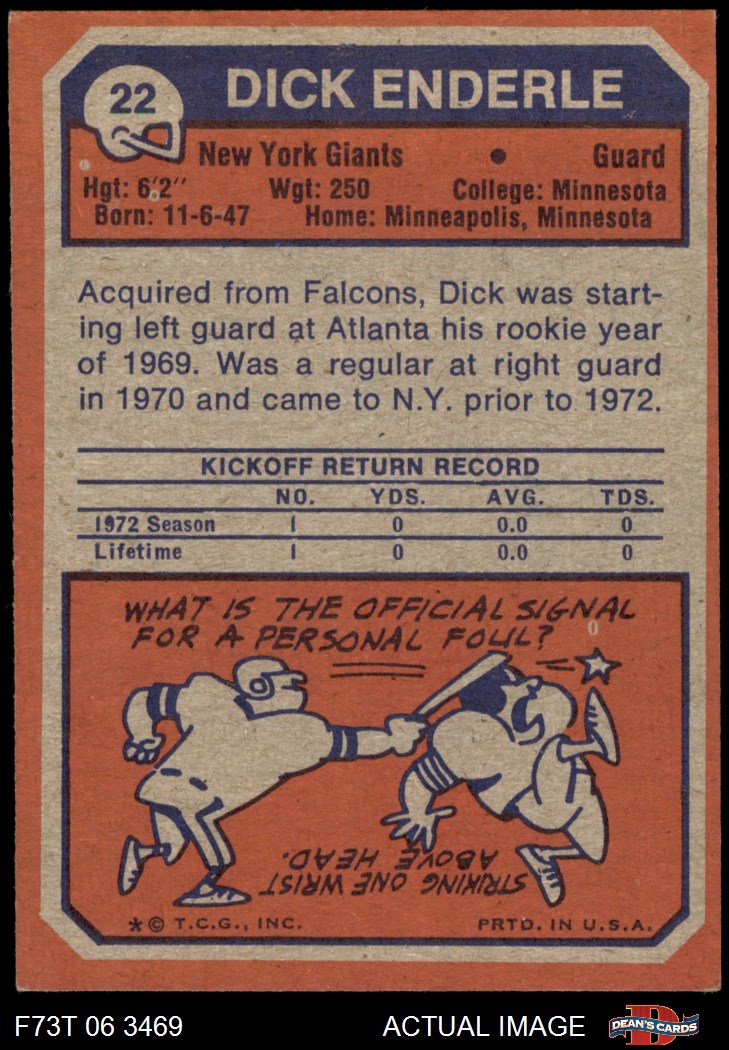 22
DICK ENDERLE
New York Giants • Guard
Hgt: 6'2" Wgt: 250 College: Minnesota
Born: 11-6-47 Home: Minneapolis, Minnesota
Acquired from Falcons, Dick was start-
ing left guard at Atlanta his rookie year
of 1969. Was a regular at right guard
in 1970 and came to N.Y. prior to 1972.
KICKOFF RETURN RECORD
NO. YDS. AVG. TDS.
1972 Season 1 0 0.0 0
Lifetime 1 0 0.0 0
WHAT IS THE OFFICIAL SIGNAL
FOR A PERSONAL FOUL?
STRIKING ONE WRIST
ABOVE HEAD.
*© T.C.G., INC. PRTD. IN U.S.A.
F73T 06 3469 ACTUAL IMAGE
D
DEAN'S CARDS